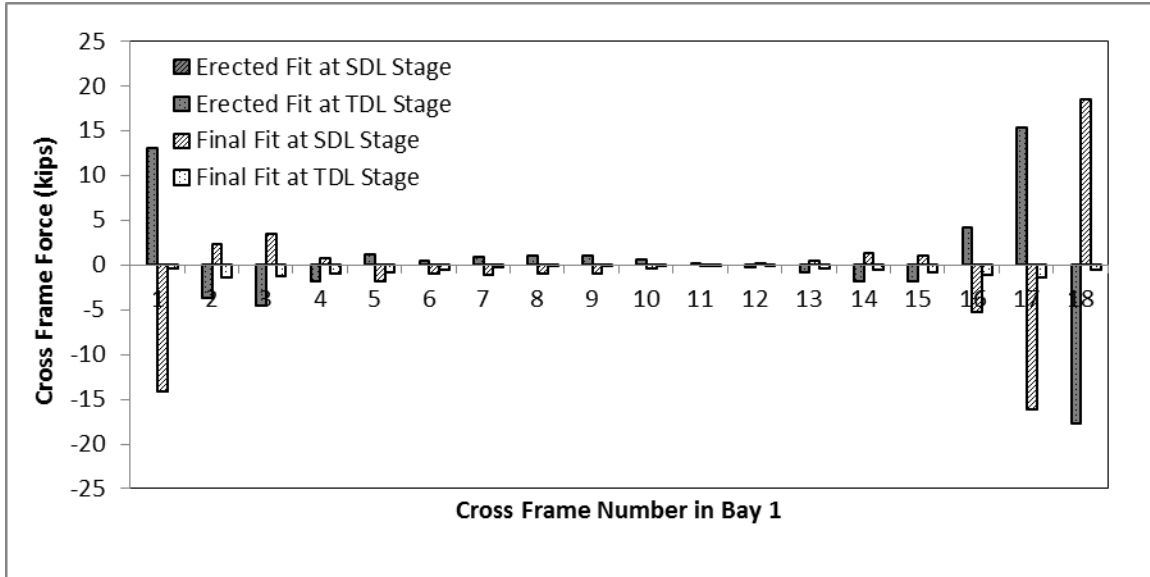 25
20
15
10
5
0
-5
-10
-15
-20
-25
Cross Frame Force (kips)
Erected Fit at SDL Stage
Erected Fit at TDL Stage
Final Fit at SDL Stage
Final Fit at TDL Stage
1 2 3 4 5 6 7 8 9 10 11 12 13 14 15 16 17 18
Cross Frame Number in Bay 1